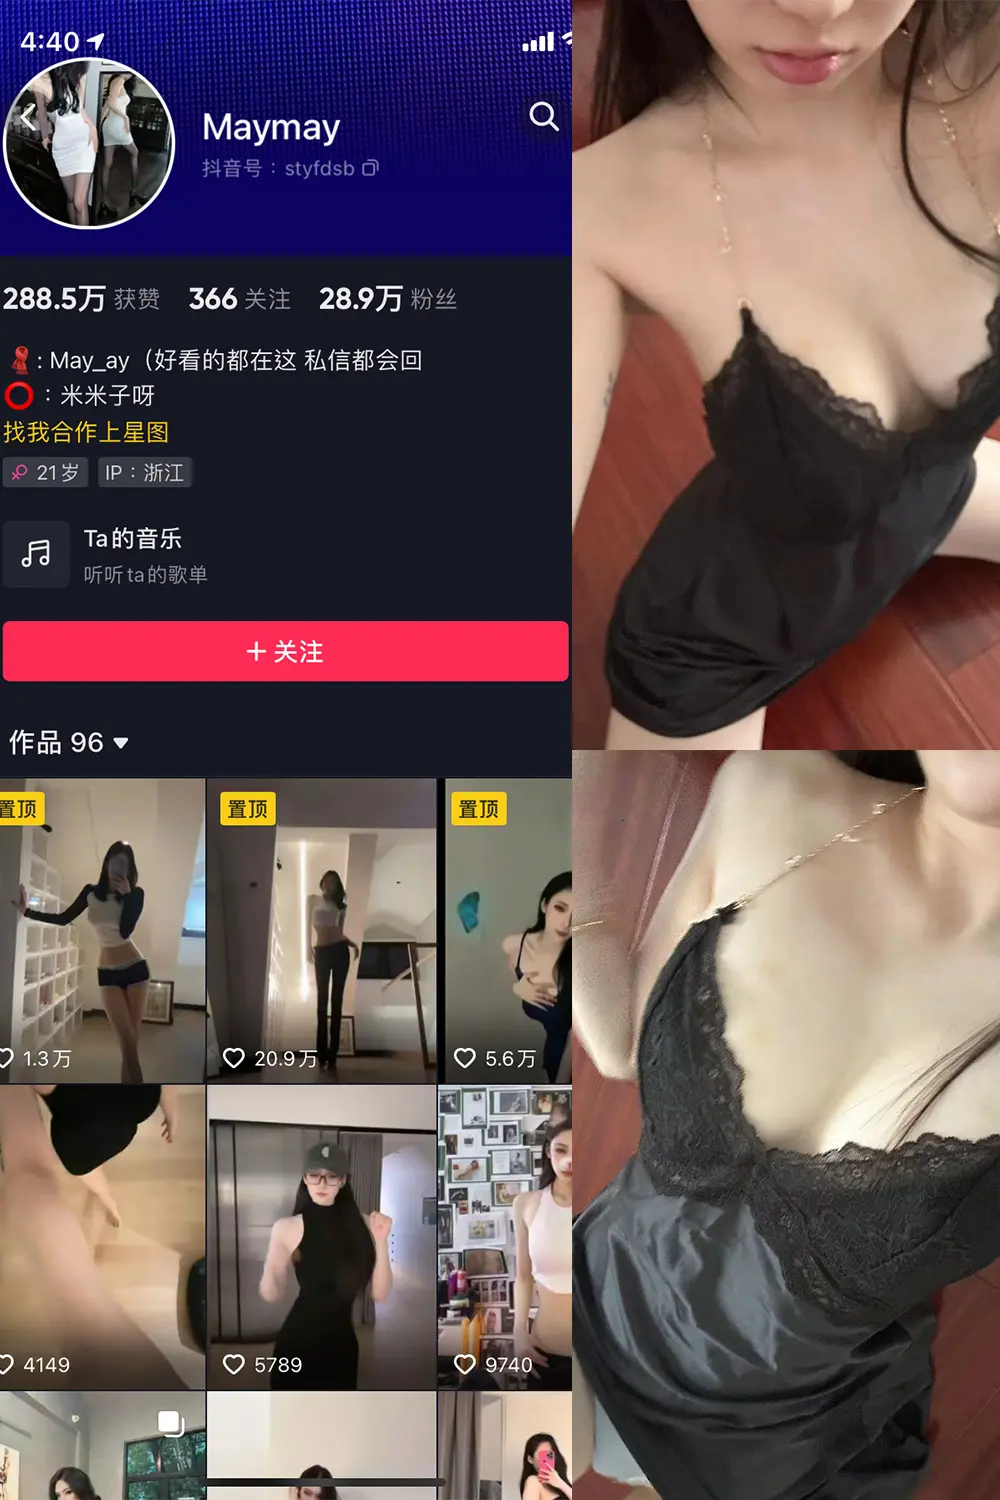 4:40
Maymay
抖音号：styfdsb
288.5万 获赞 366 关注 28.9万 粉丝
: May_ay（好看的都在这 私信都会回
：米米子呀
找我合作上星图
21岁 IP：浙江
Ta的音乐
听听ta的歌单
+ 关注
作品 96
置顶 置顶 置顶
1.3万 20.9万 5.6万
4149 5789 9740